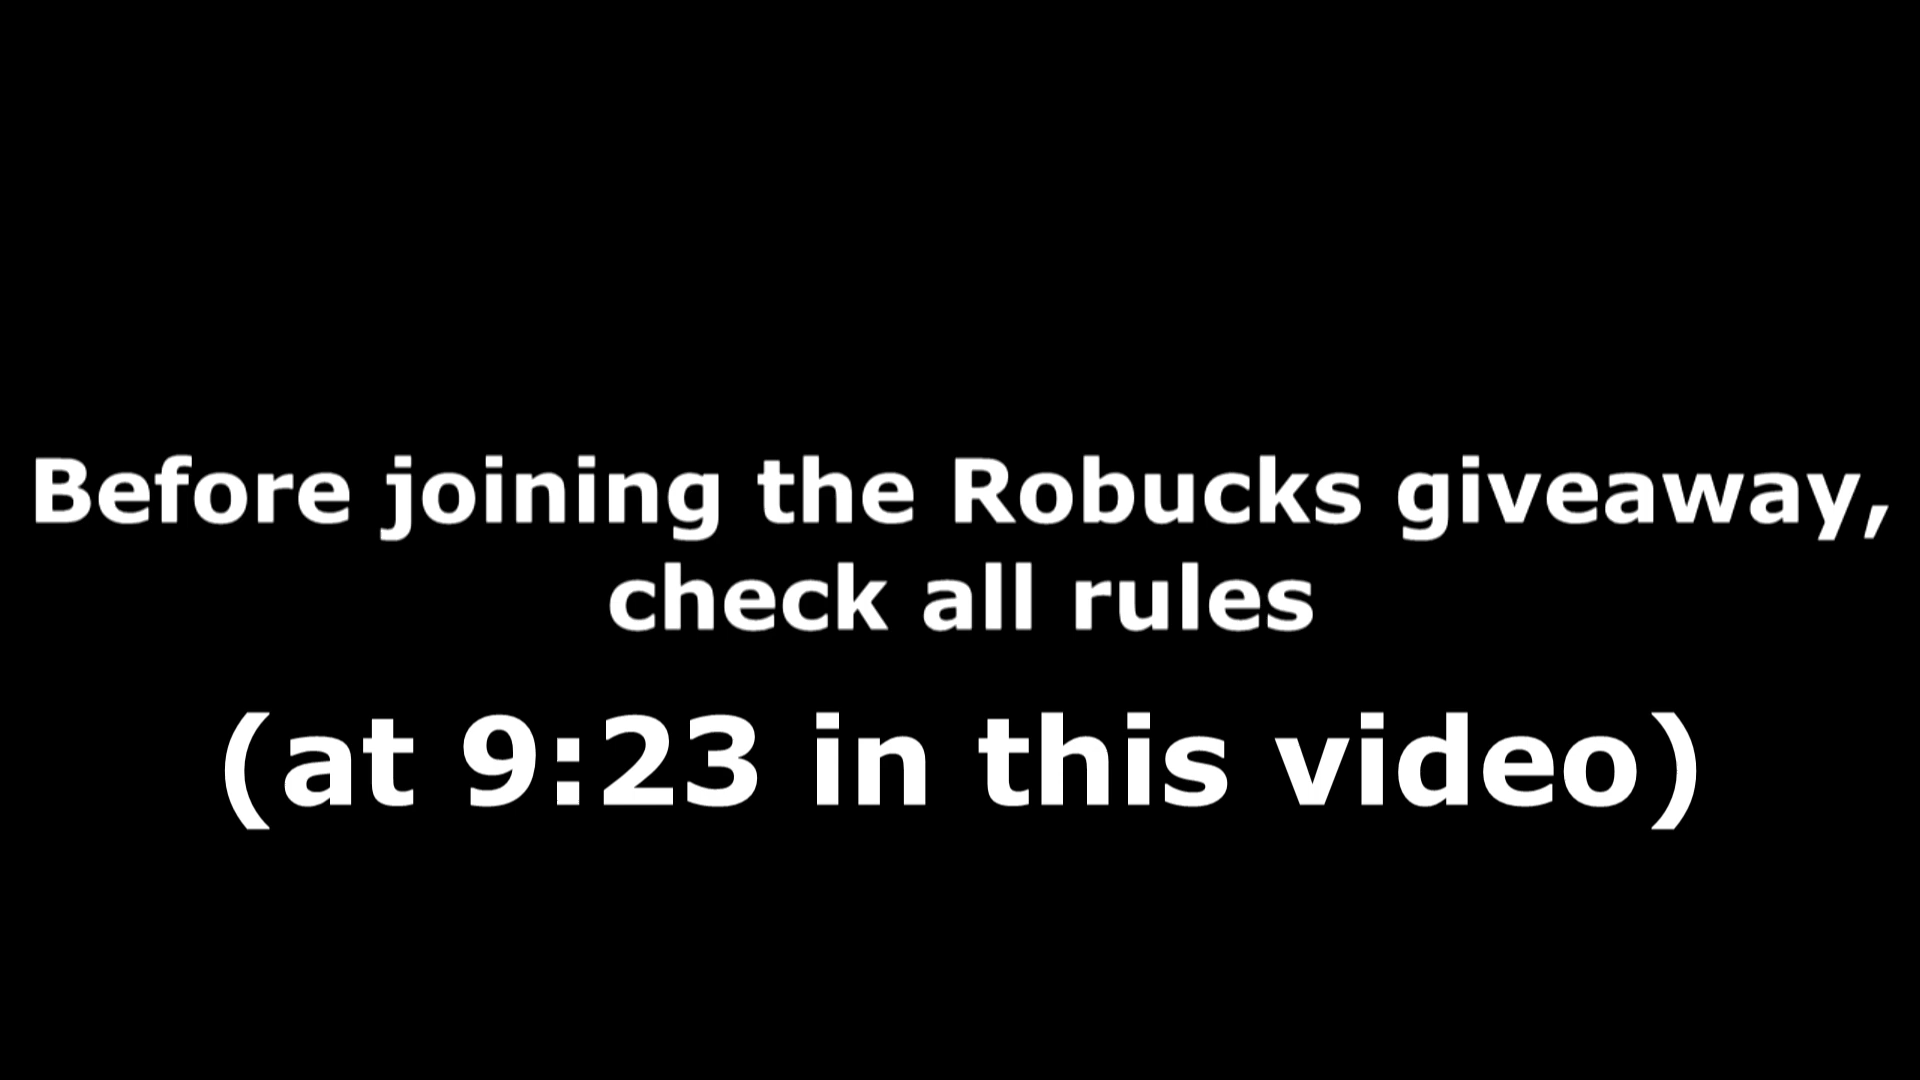 Before joining the Robucks giveaway,
check all rules
(at 9:23 in this video)